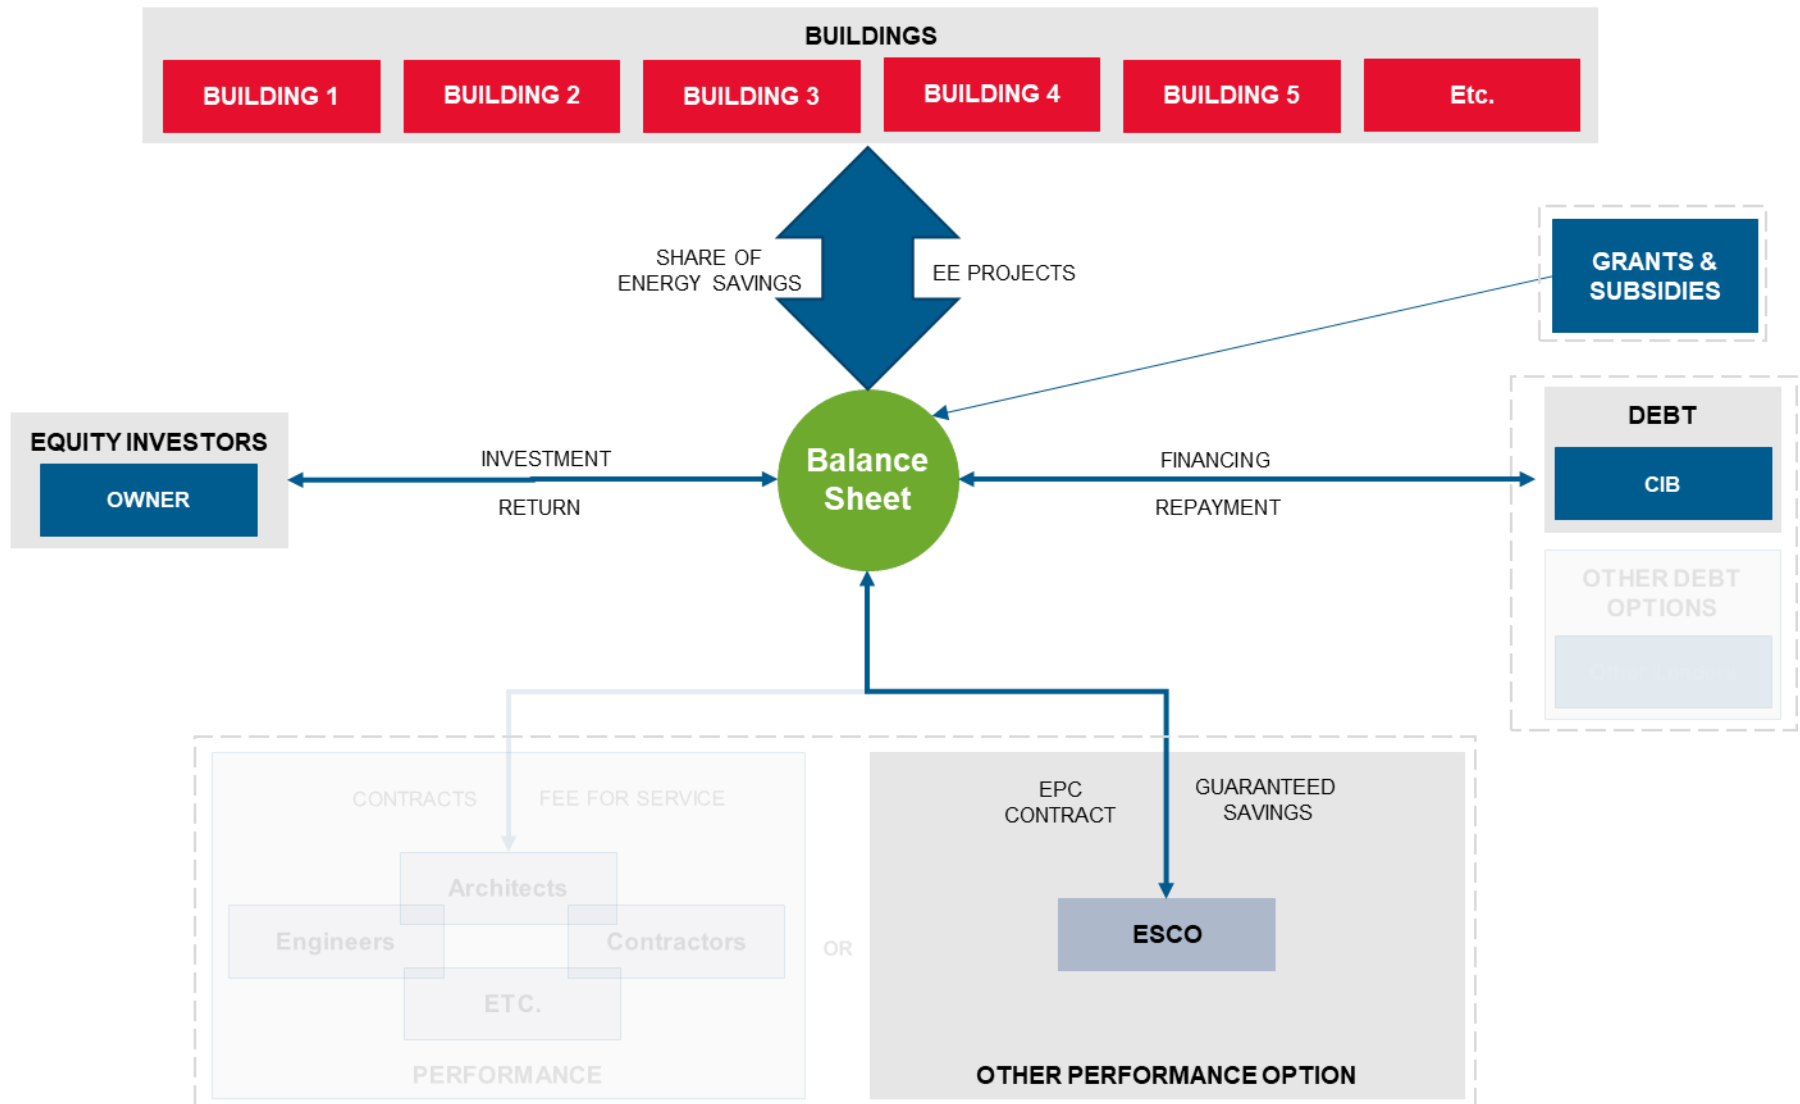 BUILDINGS
BUILDING 1
BUILDING 2
BUILDING 3
BUILDING 4
BUILDING 5
Etc.
SHARE OF
ENERGY SAVINGS
EE PROJECTS
GRANTS &
SUBSIDIES
EQUITY INVESTORS
OWNER
INVESTMENT
RETURN
Balance
Sheet
FINANCING
REPAYMENT
DEBT
CIB
OTHER DEBT
OPTIONS
CONTRACTS
FEE FOR SERVICE
Architects
Engineers
Contractors
ETC.
PERFORMANCE
OR
EPC
CONTRACT
GUARANTEED
SAVINGS
ESCO
OTHER PERFORMANCE OPTION